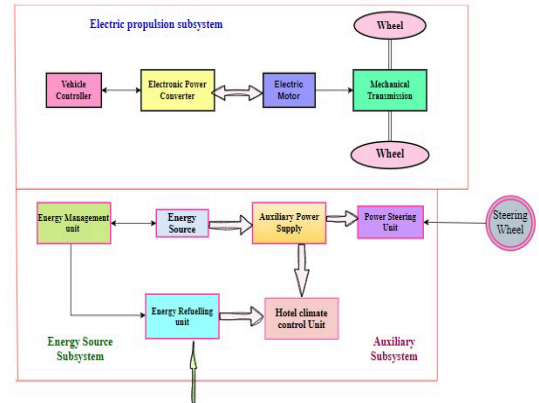 Electric propulsion subsystem
Wheel
Vehicle
Controller
Electronic Power
Converter
Electric
Motor
Mechanical
Transmission
Wheel
Energy Management
unit
Energy
Source
Auxiliary Power
Supply
Power Steering
Unit
Steering
Wheel
Energy Refuelling
unit
Hotel climate
control Unit
Energy Source
Subsystem
Auxiliary
Subsystem